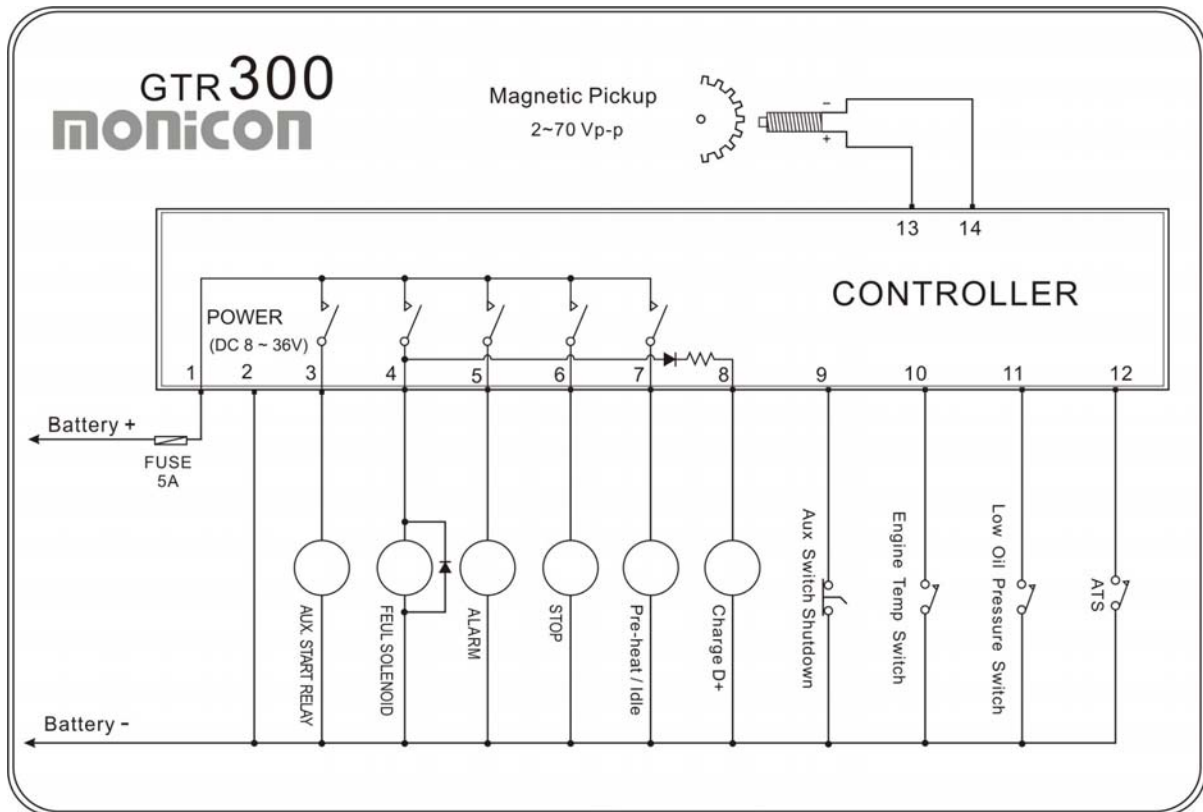 GTR 300
monicon
Magnetic Pickup
2~70 Vp-p
-
+
13 14
CONTROLLER
POWER
(DC 8 ~ 36V)
1 2 3 4 5 6 7 8 9 10 11 12
Battery +
FUSE
5A
AUX. START RELAY
FEUL SOLENOID
ALARM
STOP
Pre-heat / Idle
Charge D+
Aux Switch Shutdown
Engine Temp Switch
Low Oil Pressure Switch
ATS
Battery -